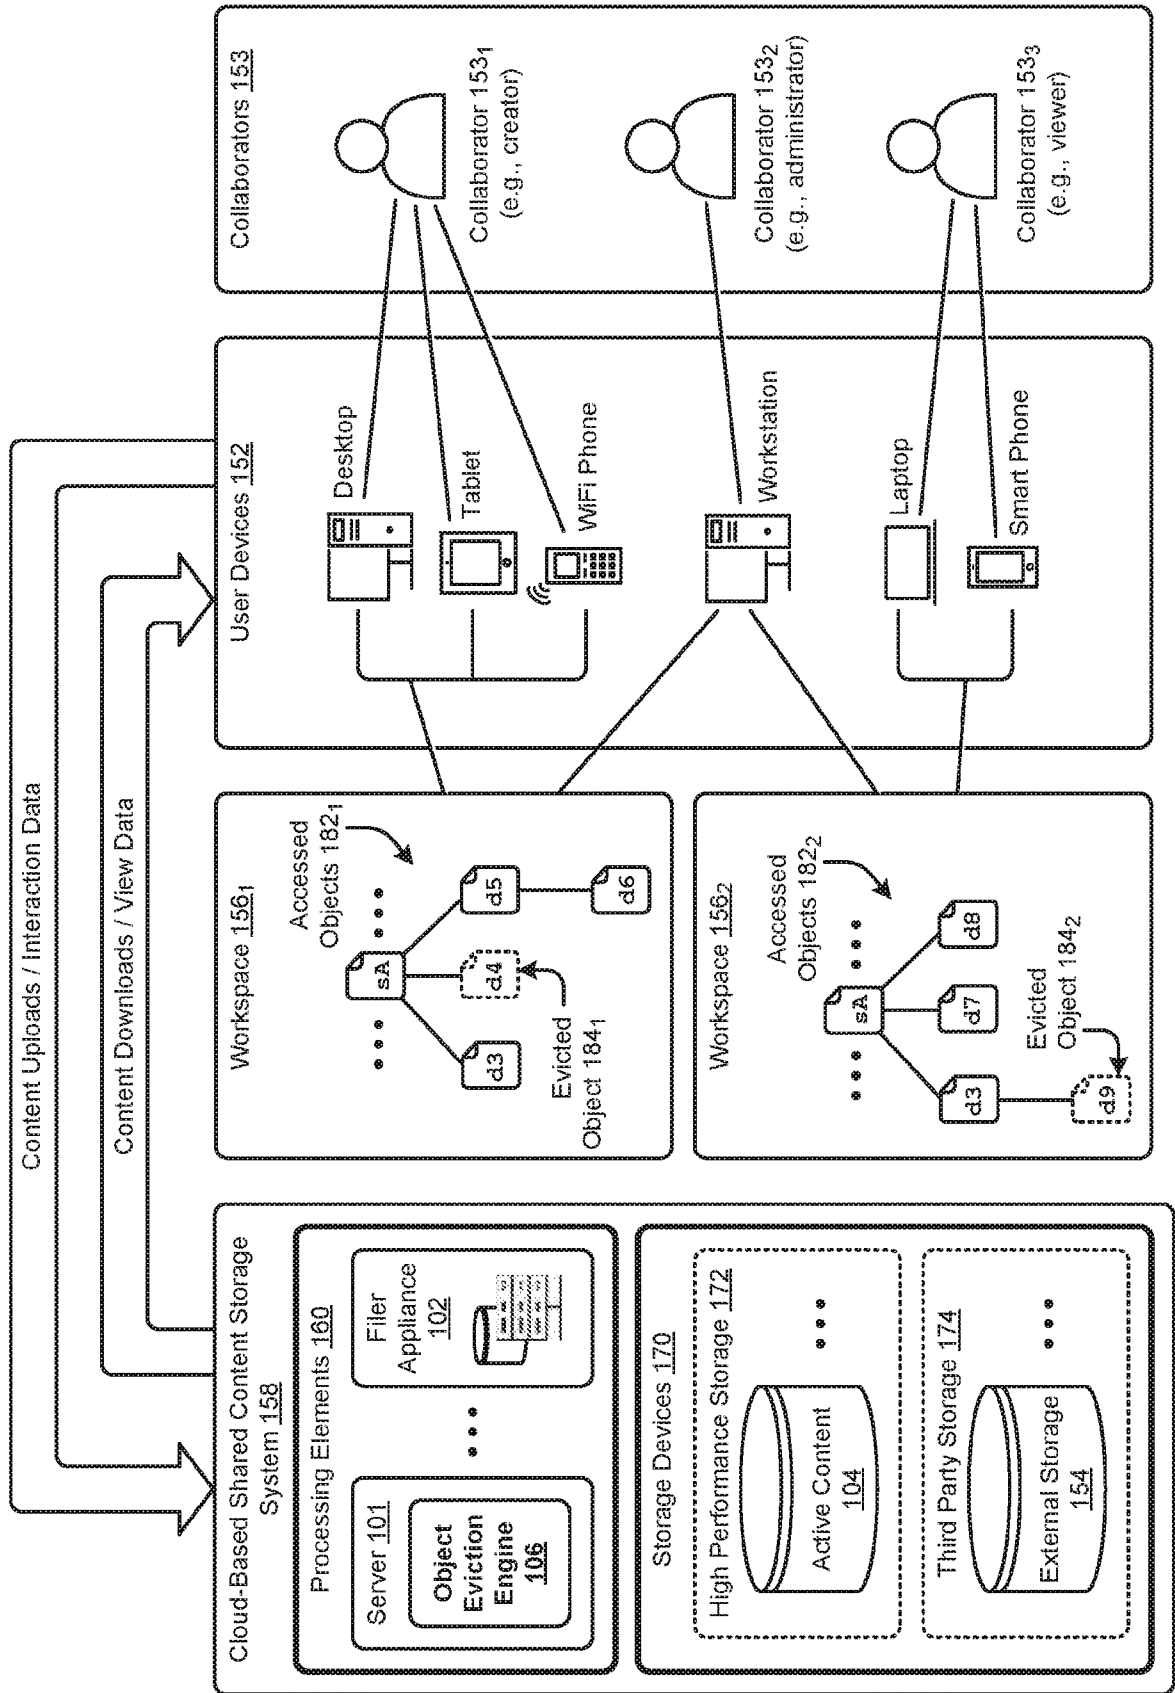 Content Uploads / Interaction Data
Content Downloads / View Data
Cloud-Based Shared Content Storage
System 158
Processing Elements 160
Server 101
Object
Eviction
Engine
106
Filer
Appliance
102
Storage Devices 170
High Performance Storage 172
Active Content
104
Third Party Storage 174
External Storage
154
Workspace 156₁
Accessed
Objects 182₁
sA
d3
d4
d5
d6
Evicted
Object 184₁
Workspace 156₂
Accessed
Objects 182₂
sA
d3
d7
d8
d9
Evicted
Object 184₂
User Devices 152
Desktop
Tablet
WiFi Phone
Workstation
Laptop
Smart Phone
Collaborators 153
Collaborator 153₁
(e.g., creator)
Collaborator 153₂
(e.g., administrator)
Collaborator 153₃
(e.g., viewer)